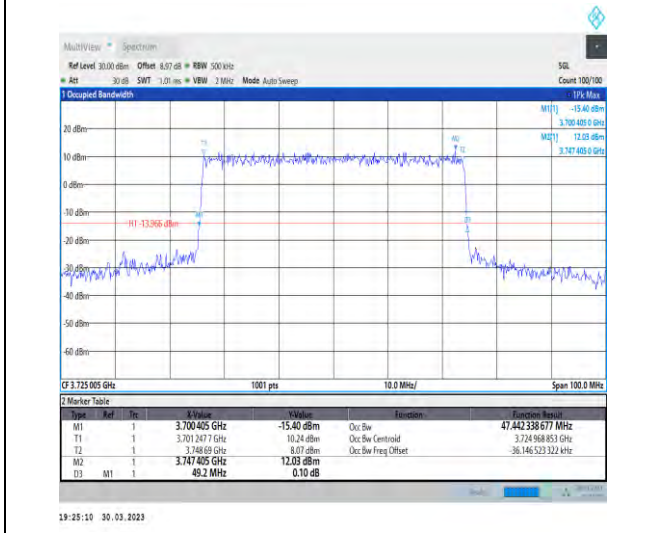 MultiView Spectrum
Ref Level 30.00 dBm Offset 8.97 dB RBW 500 kHz SGL
Att 30 dB SWT 1.01 ms VBW 2 MHz Mode Auto Sweep Count 100/100
1 Occupied Bandwidth 1Pk Max
M1[1] -15.40 dBm
3.700 405 0 GHz
M2[1] 12.03 dBm
3.747 405 0 GHz
20 dBm
10 dBm
0 dBm
-10 dBm
-20 dBm
-30 dBm
-40 dBm
-50 dBm
-60 dBm
T1
M2
T2
M1
D3
H1 -13.966 dBm
CF 3.725 005 GHz 1001 pts 10.0 MHz/ Span 100.0 MHz
2 Marker Table
Type Ref Trc X-Value Y-Value Function Function Result
M1 1 3.700 405 GHz -15.40 dBm Occ Bw 47.442 338 677 MHz
T1 1 3.701 247 7 GHz 10.24 dBm Occ Bw Centroid 3.724 968 853 GHz
T2 1 3.748 69 GHz 8.07 dBm Occ Bw Freq Offset -36.146 523 322 kHz
M2 1 3.747 405 GHz 12.03 dBm
D3 M1 1 49.2 MHz 0.10 dB
19:25:10 30.03.2023